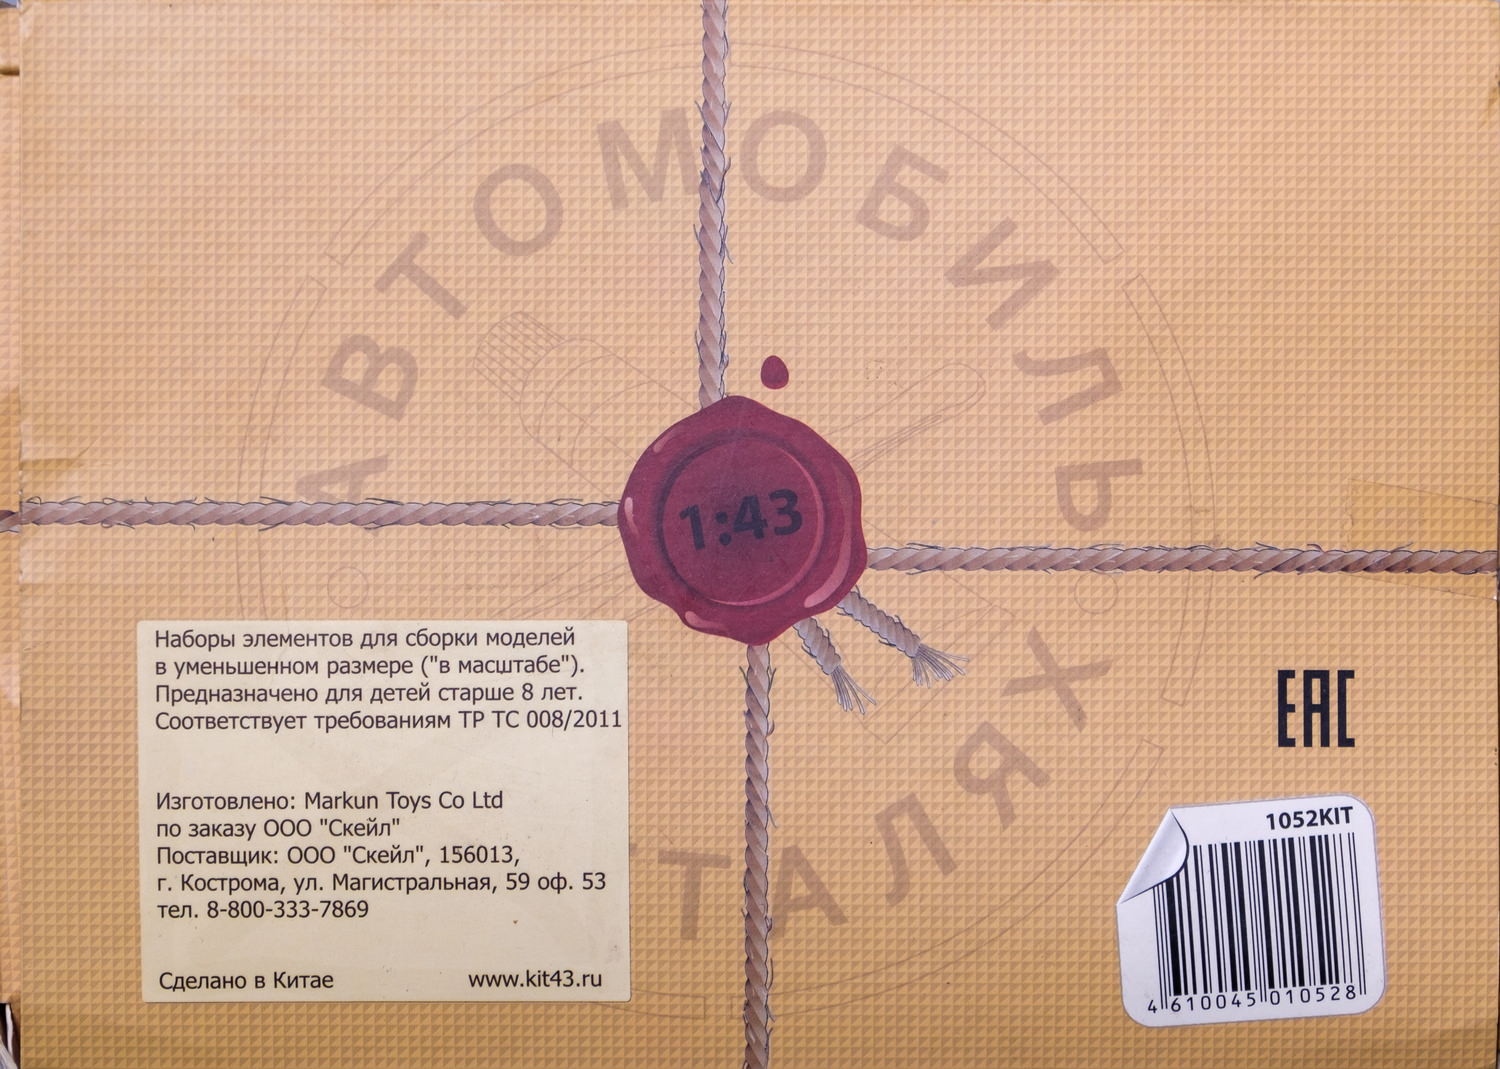 АВТОМОБИЛЬ
ТАЛЯХ
1:43
Наборы элементов для сборки моделей
в уменьшенном размере ("в масштабе").
Предназначено для детей старше 8 лет.
Соответствует требованиям ТР ТС 008/2011
Изготовлено: Markun Toys Co Ltd
по заказу ООО "Скейл"
Поставщик: ООО "Скейл", 156013,
г. Кострома, ул. Магистральная, 59 оф. 53
тел. 8-800-333-7869
Сделано в Китае www.kit43.ru
EAC
1052KIT
4 610045 010528